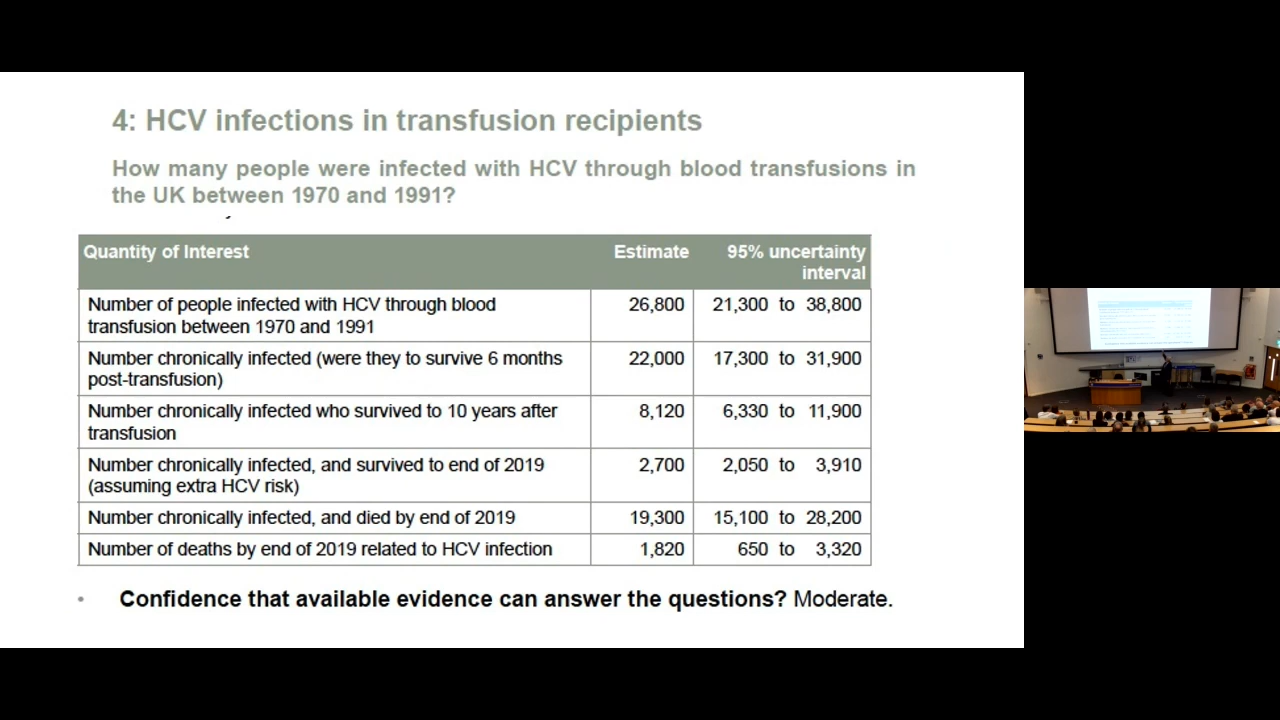 4: HCV infections in transfusion recipients
How many people were infected with HCV through blood transfusions in
the UK between 1970 and 1991?
Quantity of Interest Estimate 95% uncertainty
interval
Number of people infected with HCV through blood 26,800 21,300 to 38,800
transfusion between 1970 and 1991
Number chronically infected (were they to survive 6 months 22,000 17,300 to 31,900
post-transfusion)
Number chronically infected who survived to 10 years after 8,120 6,330 to 11,900
transfusion
Number chronically infected, and survived to end of 2019 2,700 2,050 to 3,910
(assuming extra HCV risk)
Number chronically infected, and died by end of 2019 19,300 15,100 to 28,200
Number of deaths by end of 2019 related to HCV infection 1,820 650 to 3,320
• Confidence that available evidence can answer the questions? Moderate.